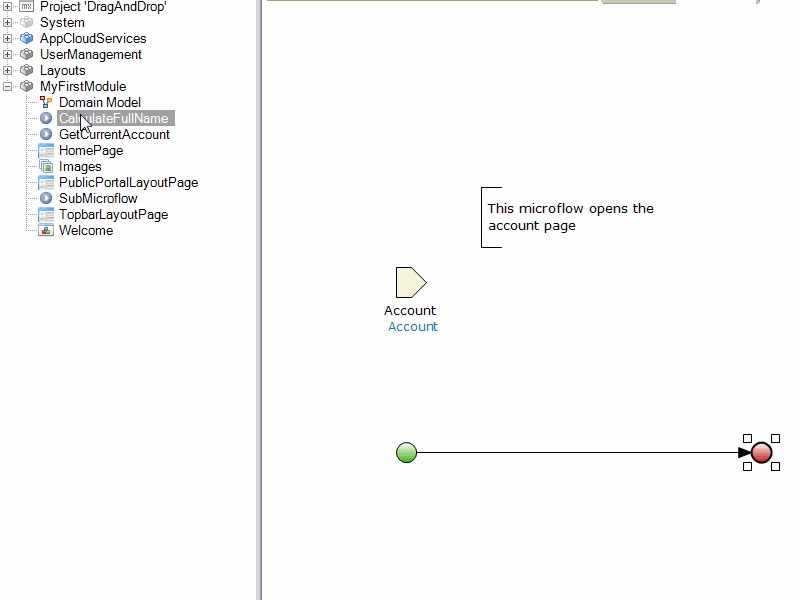 Project 'DragAndDrop'
System
AppCloudServices
UserManagement
Layouts
MyFirstModule
Domain Model
CalculateFullName
GetCurrentAccount
HomePage
Images
PublicPortalLayoutPage
SubMicroflow
TopbarLayoutPage
Welcome
This microflow opens the
account page
Account
Account